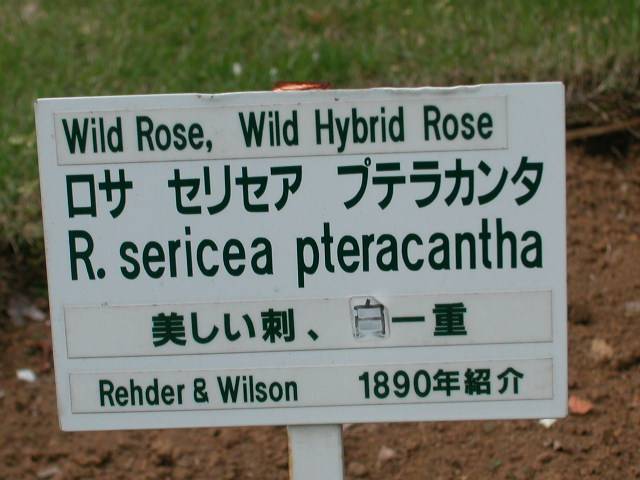 Wild Rose, Wild Hybrid Rose
ロサ セリセア プテラカンタ
R. sericea pteracantha
美しい刺、白一重
Rehder & Wilson 1890年紹介